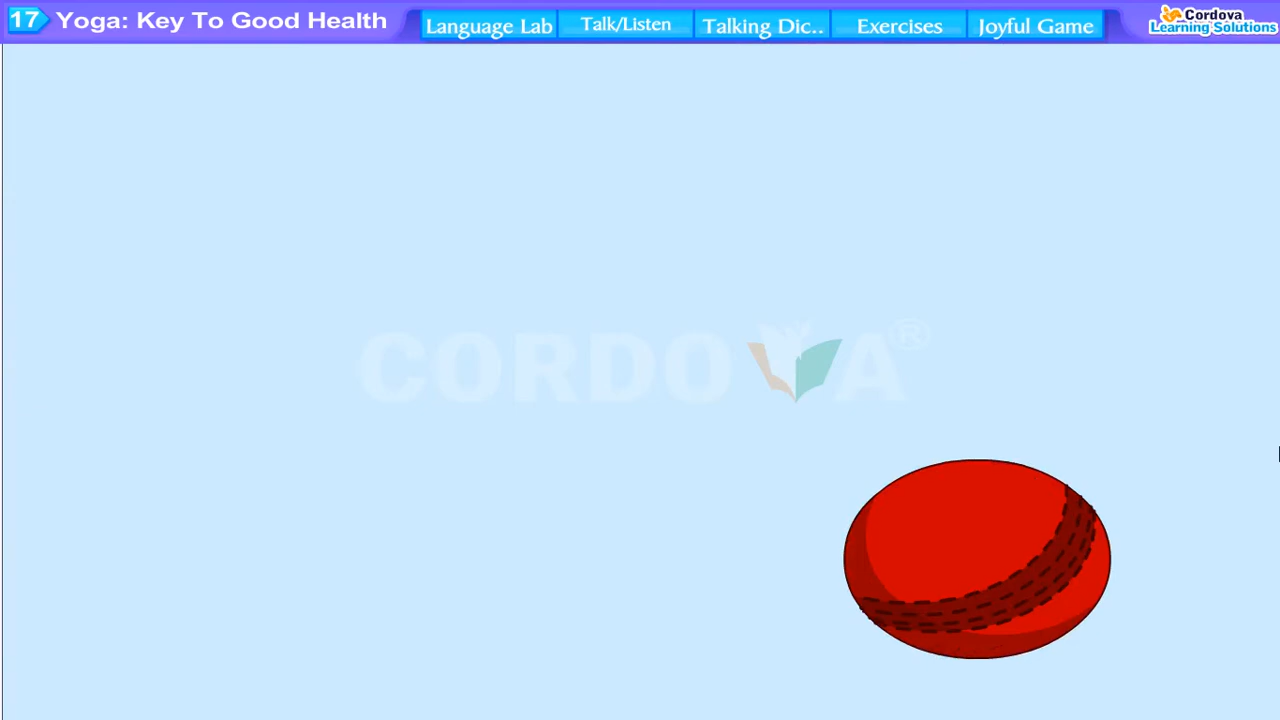 17 Yoga: Key To Good Health
Language Lab
Talk/Listen
Talking Dic..
Exercises
Joyful Game
Cordova
Learning Solutions
CORDOVA®